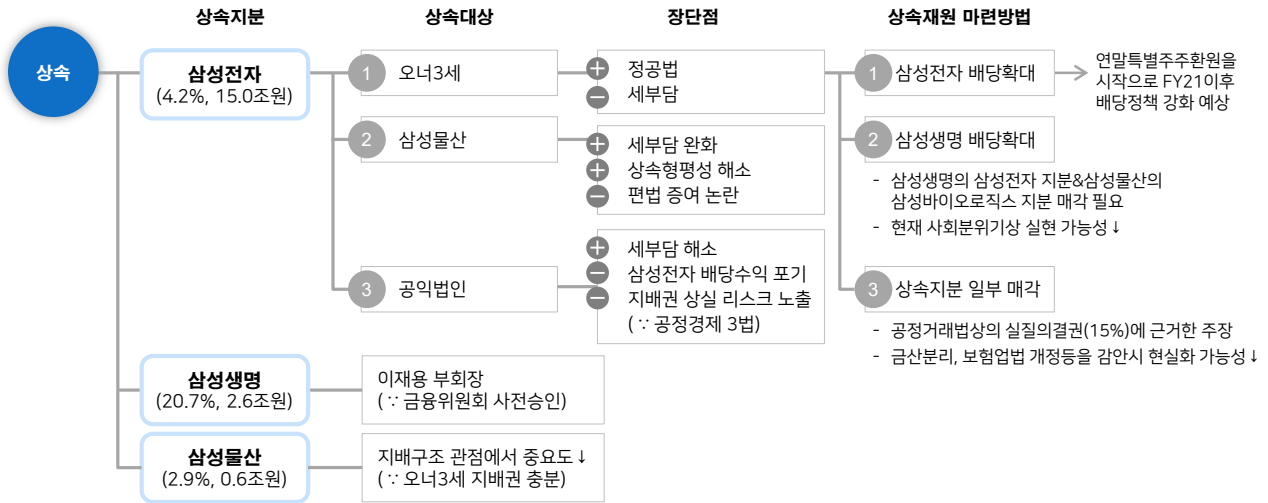 상속지분
상속대상
장단점
상속재원 마련방법
상속
삼성전자
(4.2%, 15.0조원)
1 오너3세
+ 정공법
− 세부담
1 삼성전자 배당확대
연말특별주주환원을
시작으로 FY21이후
배당정책 강화 예상
2 삼성물산
+ 세부담 완화
+ 상속형평성 해소
− 편법 증여 논란
2 삼성생명 배당확대
- 삼성생명의 삼성전자 지분&삼성물산의
삼성바이오로직스 지분 매각 필요
- 현재 사회분위기상 실현 가능성↓
3 공익법인
+ 세부담 해소
− 삼성전자 배당수익 포기
− 지배권 상실 리스크 노출
(∵ 공정경제 3법)
3 상속지분 일부 매각
- 공정거래법상의 실질의결권(15%)에 근거한 주장
- 금산분리, 보험업법 개정등을 감안시 현실화 가능성↓
삼성생명
(20.7%, 2.6조원)
이재용 부회장
(∵ 금융위원회 사전승인)
삼성물산
(2.9%, 0.6조원)
지배구조 관점에서 중요도↓
(∵ 오너3세 지배권 충분)